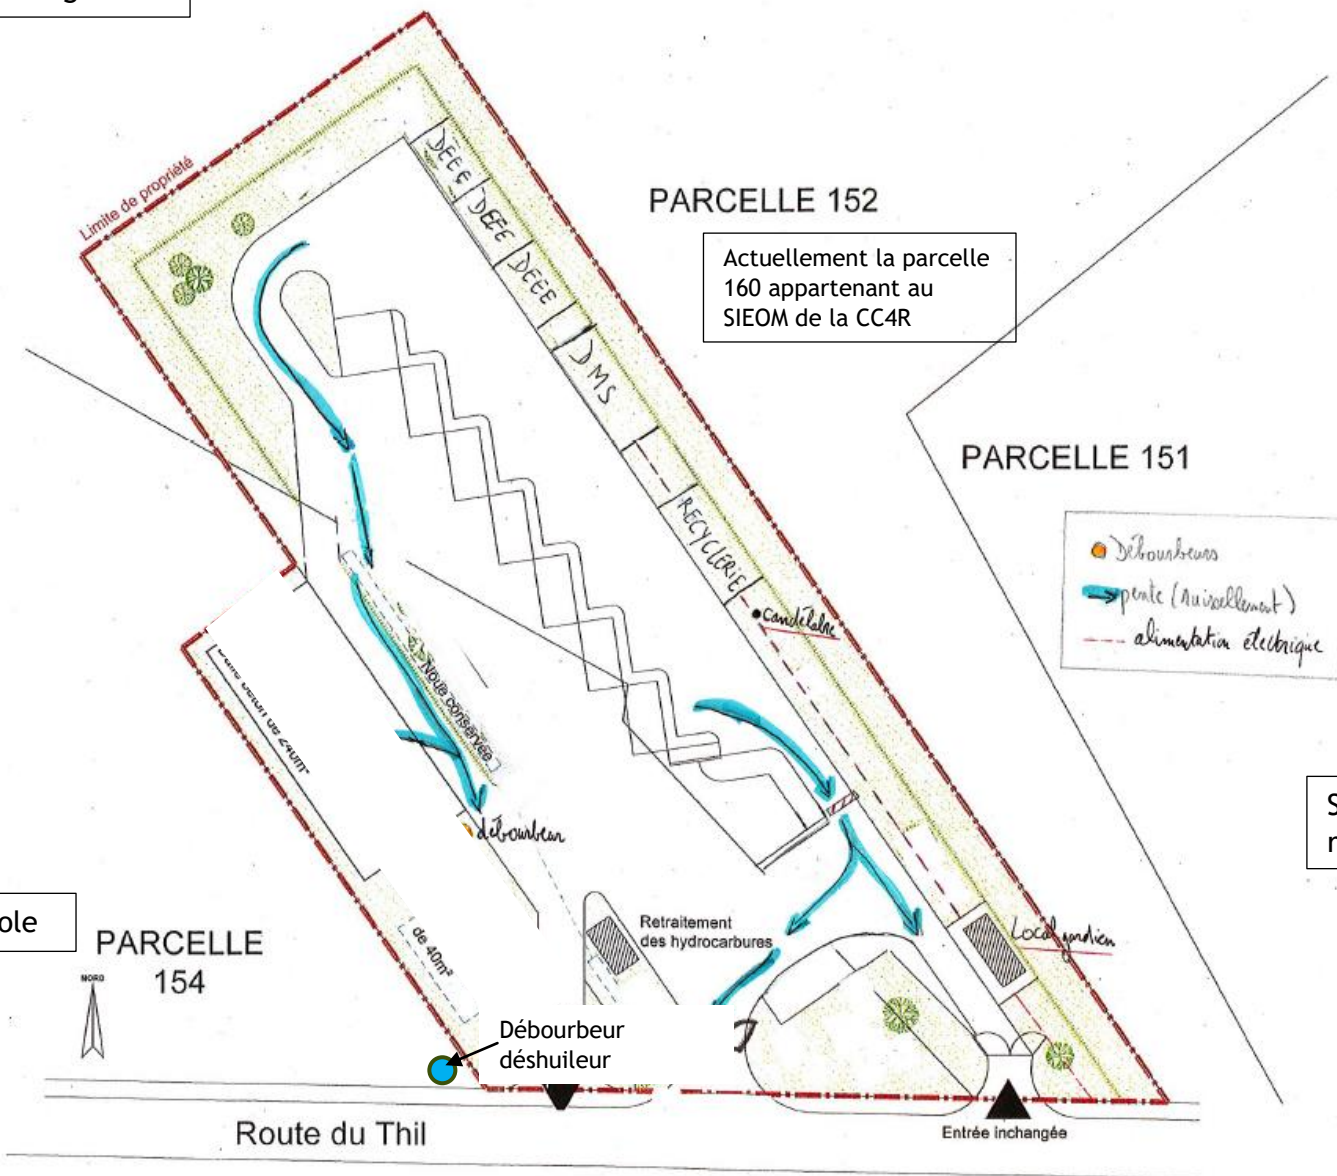 Limite de propriété
DEEE
DEEE
DEEE
DMS
RECYCLERIE
PARCELLE 152
Actuellement la parcelle
160 appartenant au
SIEOM de la CC4R
PARCELLE 151
Débourbeurs
pente (ruissellement)
alimentation électrique
candélabre
Noue conservée
débourbeur
de 240m²
ole
PARCELLE
154
NORD
de 40m²
Retraitement
des hydrocarbures
Local gardien
Débourbeur
déshuileur
Route du Thil
Entrée inchangée
S